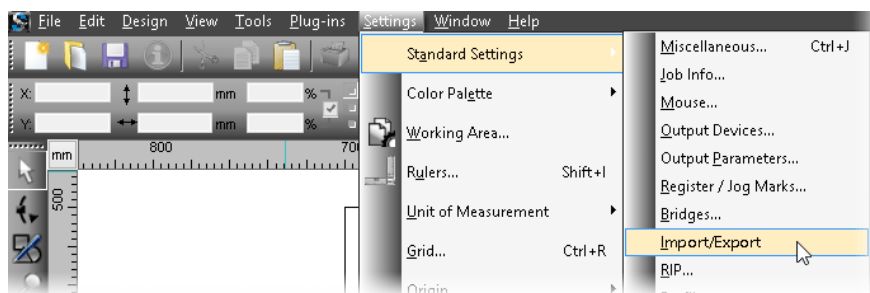 File Edit Design View Tools Plug-ins Settings Window Help
Standard Settings
Color Palette
Working Area...
Rulers... Shift+I
Unit of Measurement
Grid... Ctrl+R
Origin
Miscellaneous... Ctrl+J
Job Info...
Mouse...
Output Devices...
Output Parameters...
Register / Jog Marks...
Bridges...
Import/Export
RIP...
X: mm %
Y: mm %
mm 800 70
500